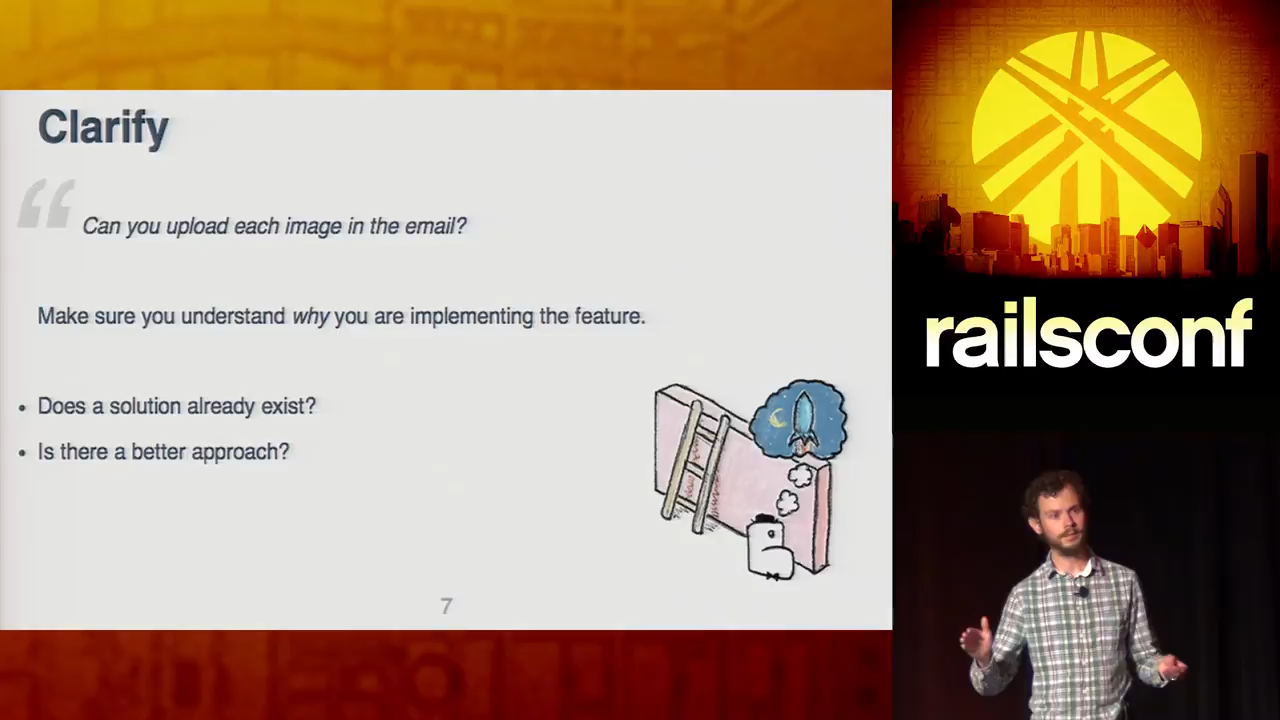 Clarify
“
Can you upload each image in the email?
Make sure you understand why you are implementing the feature.
• Does a solution already exist?
• Is there a better approach?
7
railsconf